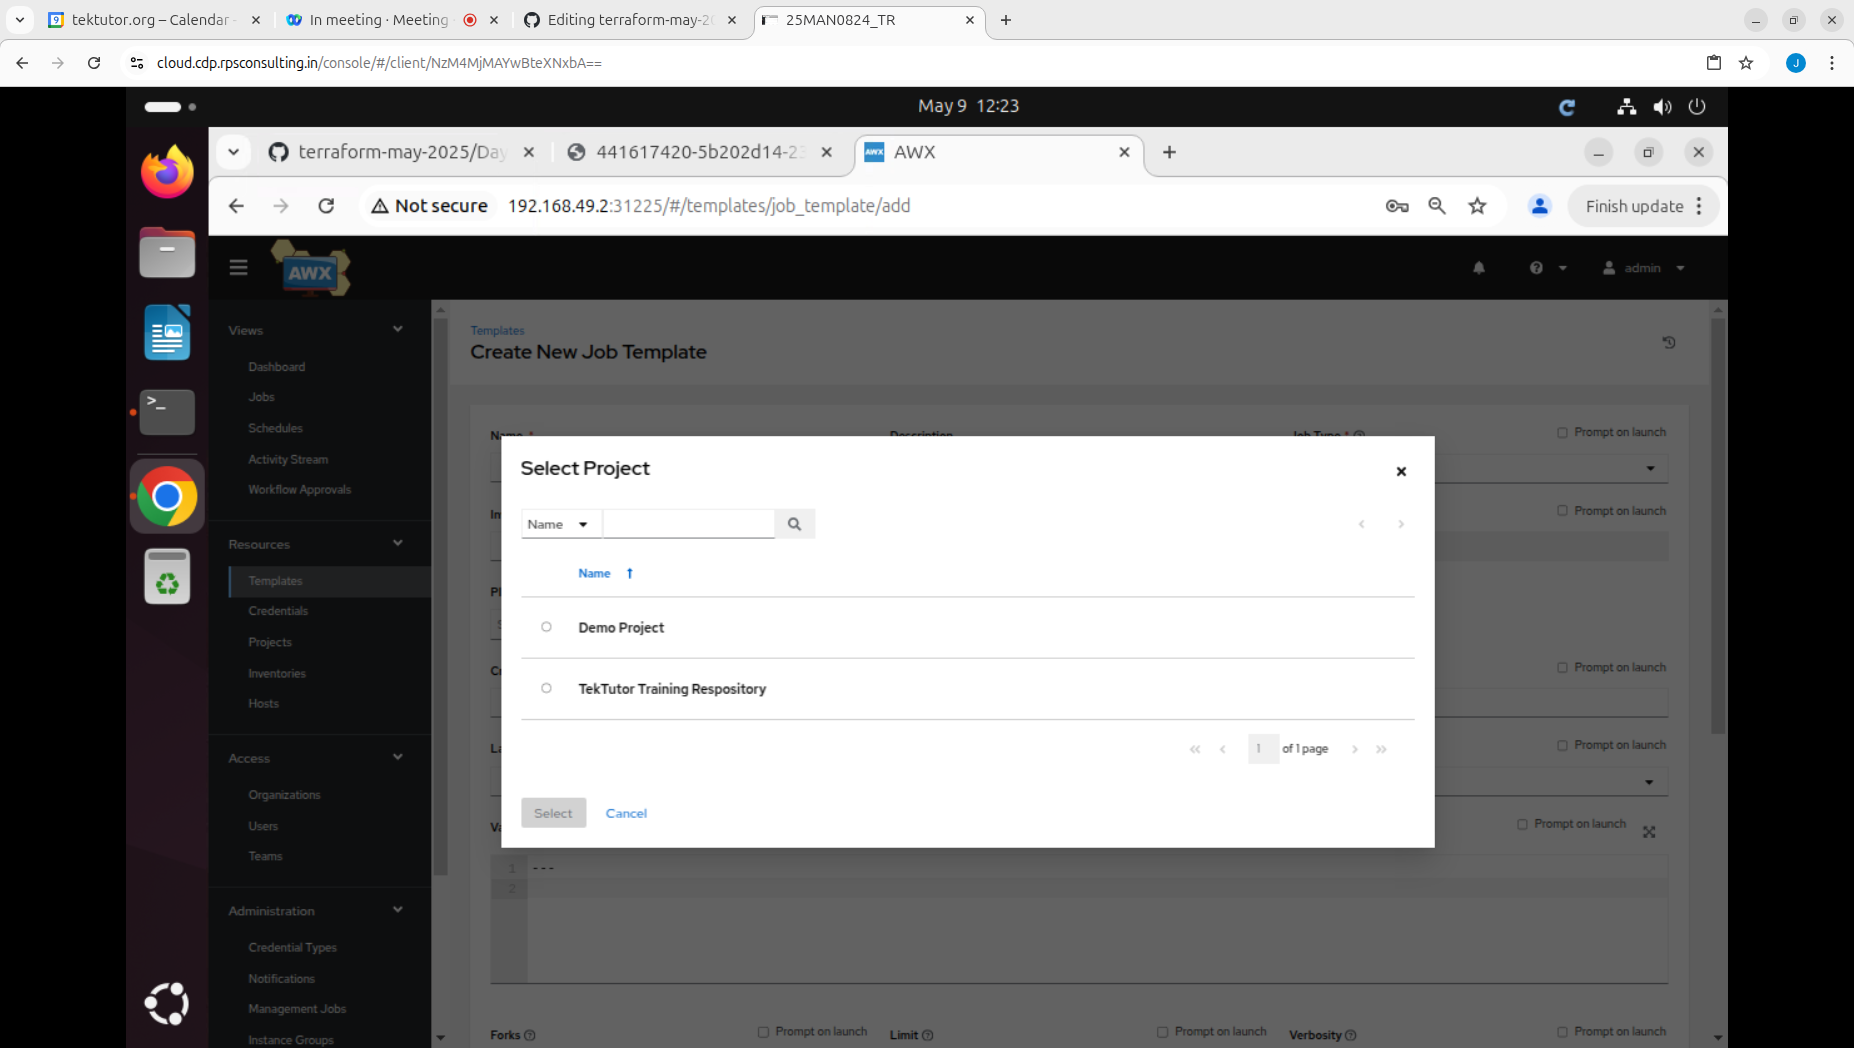 tektutor.org – Calendar
In meeting · Meeting
Editing terraform-may-20
25MAN0824_TR
cloud.cdp.rpsconsulting.in/console/#/client/NzM4MjMAYwBteXNxbA==
J
May 9 12:23
terraform-may-2025/Day
441617420-5b202d14-23
AWX
Not secure
192.168.49.2:31225/#/templates/job_template/add
Finish update
AWX
admin
Views
Dashboard
Jobs
Schedules
Activity Stream
Workflow Approvals
Resources
Templates
Credentials
Projects
Inventories
Hosts
Access
Organizations
Users
Teams
Administration
Credential Types
Notifications
Management Jobs
Instance Groups
Templates
Create New Job Template
Name *
Description
Job Type *
Prompt on launch
Prompt on launch
Prompt on launch
Prompt on launch
Prompt on launch
Select Project
Name
Name
Demo Project
TekTutor Training Respository
1 of 1 page
Select
Cancel
1 ---
2
Forks
Prompt on launch
Limit
Prompt on launch
Verbosity
Prompt on launch